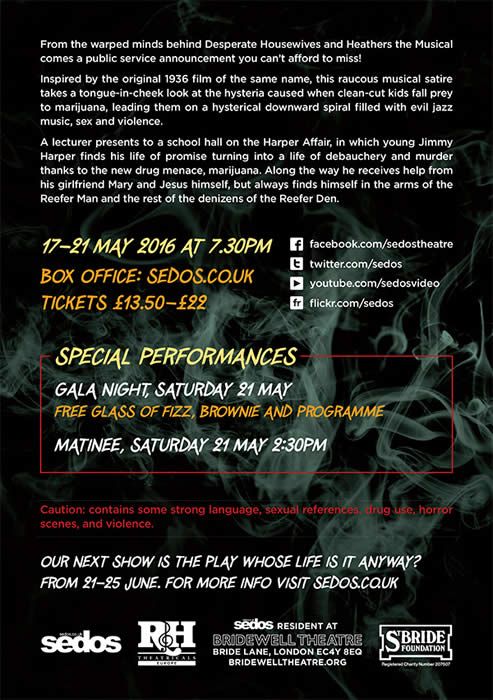 From the warped minds behind Desperate Housewives and Heathers the Musical
comes a public service announcement you can't afford to miss!
Inspired by the original 1936 film of the same name, this raucous musical satire
takes a tongue-in-cheek look at the hysteria caused when clean-cut kids fall prey
to marijuana, leading them on a hysterical downward spiral filled with evil jazz
music, sex and violence.
A lecturer presents to a school hall on the Harper Affair, in which young Jimmy
Harper finds his life of promise turning into a life of debauchery and murder
thanks to the new drug menace, marijuana. Along the way he receives help from
his girlfriend Mary and Jesus himself, but always finds himself in the arms of the
Reefer Man and the rest of the denizens of the Reefer Den.
17–21 MAY 2016 AT 7.30PM
BOX OFFICE: SEDOS.CO.UK
TICKETS £13.50–£22
f facebook.com/sedostheatre
t twitter.com/sedos
youtube.com/sedosvideo
fr flickr.com/sedos
SPECIAL PERFORMANCES
GALA NIGHT, SATURDAY 21 MAY
FREE GLASS OF FIZZ, BROWNIE AND PROGRAMME
MATINEE, SATURDAY 21 MAY 2:30PM
Caution: contains some strong language, sexual references, drug use, horror
scenes, and violence.
OUR NEXT SHOW IS THE PLAY WHOSE LIFE IS IT ANYWAY?
FROM 21–25 JUNE. FOR MORE INFO VISIT SEDOS.CO.UK
sedos.co.uk
sedos
R&H
THEATRICALS
EUROPE
sedos RESIDENT AT
BRIDEWELL THEATRE
BRIDE LANE, LONDON EC4Y 8EQ
BRIDEWELLTHEATRE.ORG
ST BRIDE
FOUNDATION
Registered Charity Number 207607